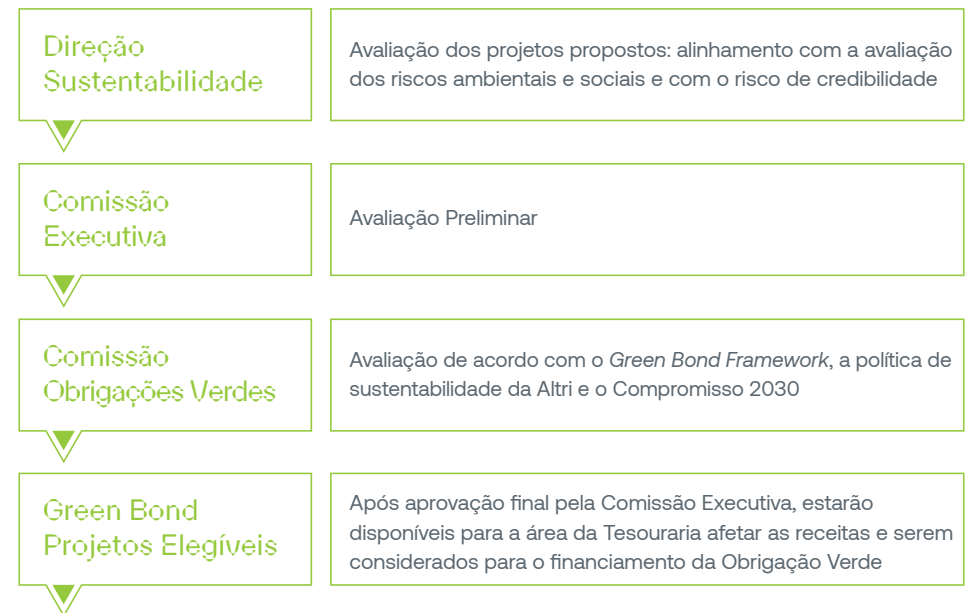 Direção
Sustentabilidade
Avaliação dos projetos propostos: alinhamento com a avaliação
dos riscos ambientais e sociais e com o risco de credibilidade
Comissão
Executiva
Avaliação Preliminar
Comissão
Obrigações Verdes
Avaliação de acordo com o Green Bond Framework, a política de
sustentabilidade da Altri e o Compromisso 2030
Green Bond
Projetos Elegíveis
Após aprovação final pela Comissão Executiva, estarão
disponíveis para a área da Tesouraria afetar as receitas e serem
considerados para o financiamento da Obrigação Verde